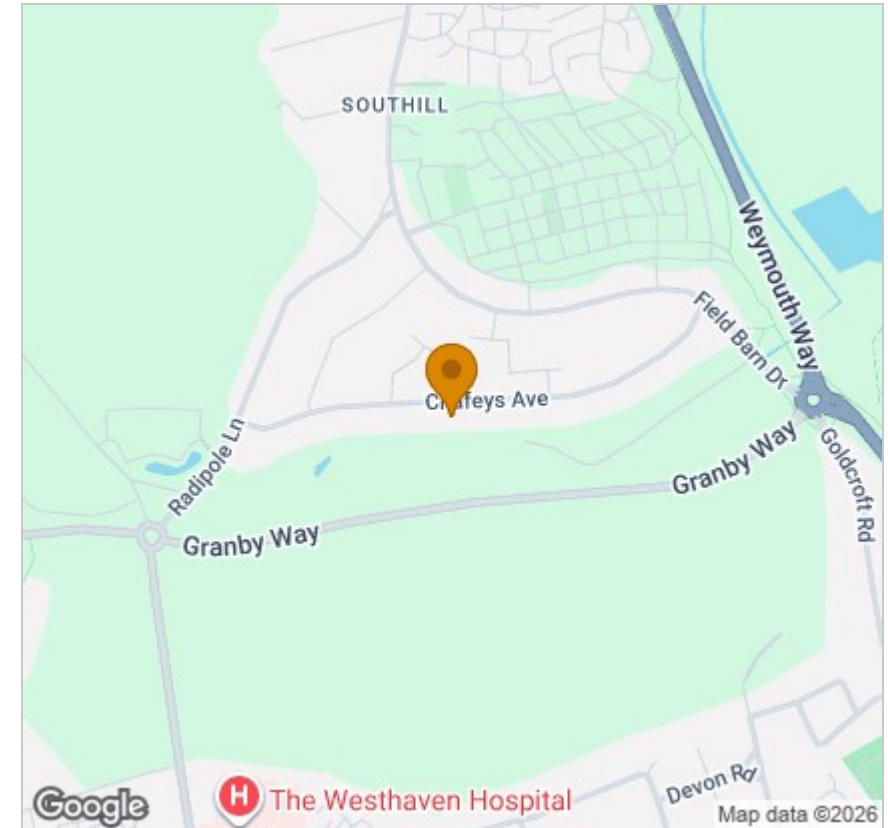 SOUTHILL
Weymouth Way
Field Barn Dr
Chafeys Ave
Radipole Ln
Granby Way
Granby Way
Goldcroft Rd
Devon Rd
H
The Westhaven Hospital
Google
Map data ©2026